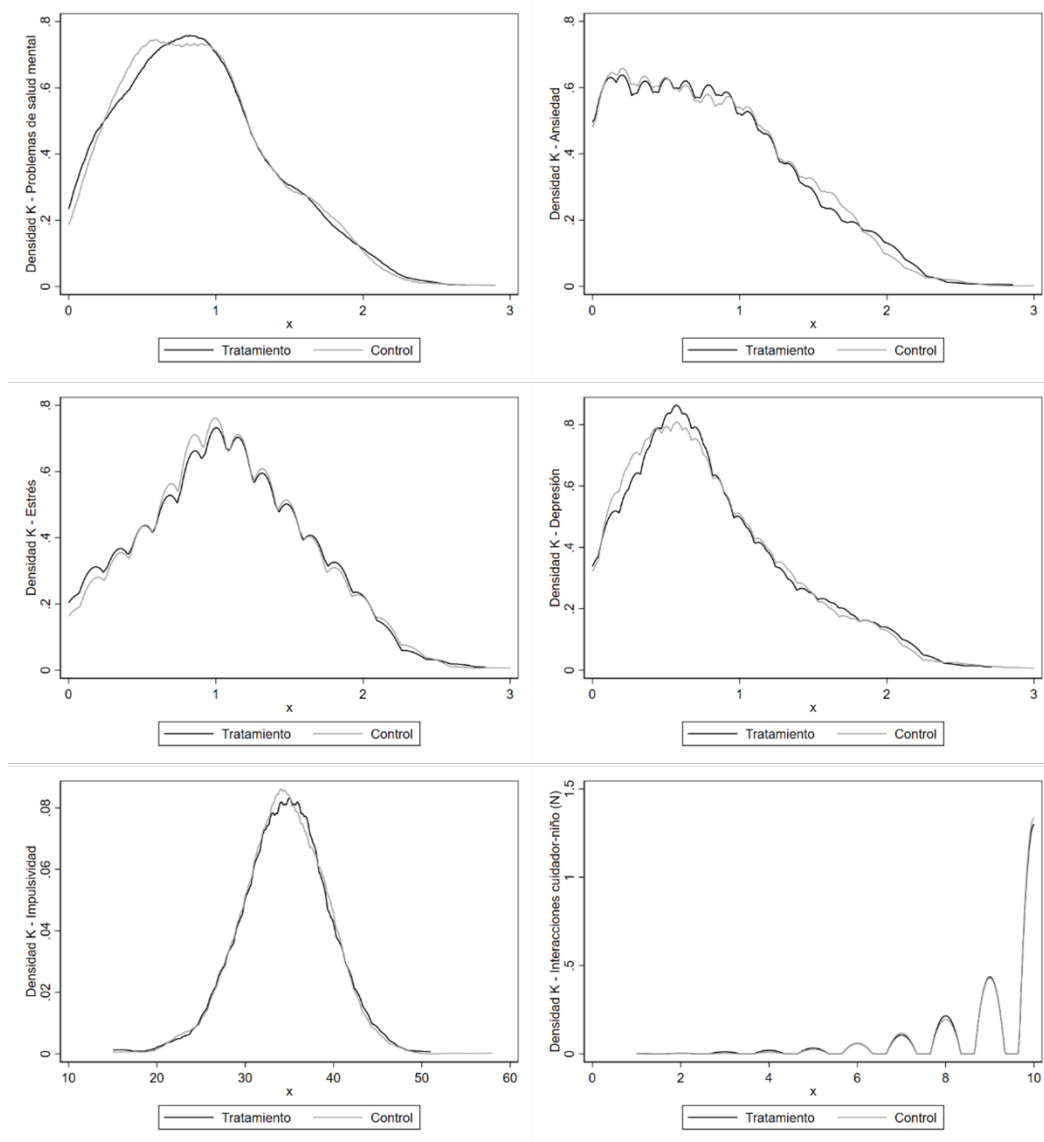 Densidad K - Problemas de salud mental
.8
.6
.4
.2
0
0 1 2 3
x
Tratamiento Control
Densidad K - Ansiedad
.8
.6
.4
.2
0
0 1 2 3
x
Tratamiento Control
Densidad K - Estrés
.8
.6
.4
.2
0
0 1 2 3
x
Tratamiento Control
Densidad K - Depresión
.8
.6
.4
.2
0
0 1 2 3
x
Tratamiento Control
Densidad K - Impulsividad
.08
.06
.04
.02
0
10 20 30 40 50 60
x
Tratamiento Control
Densidad K - Interacciones cuidador-niño (N)
1.5
1
.5
0
0 2 4 6 8 10
x
Tratamiento Control